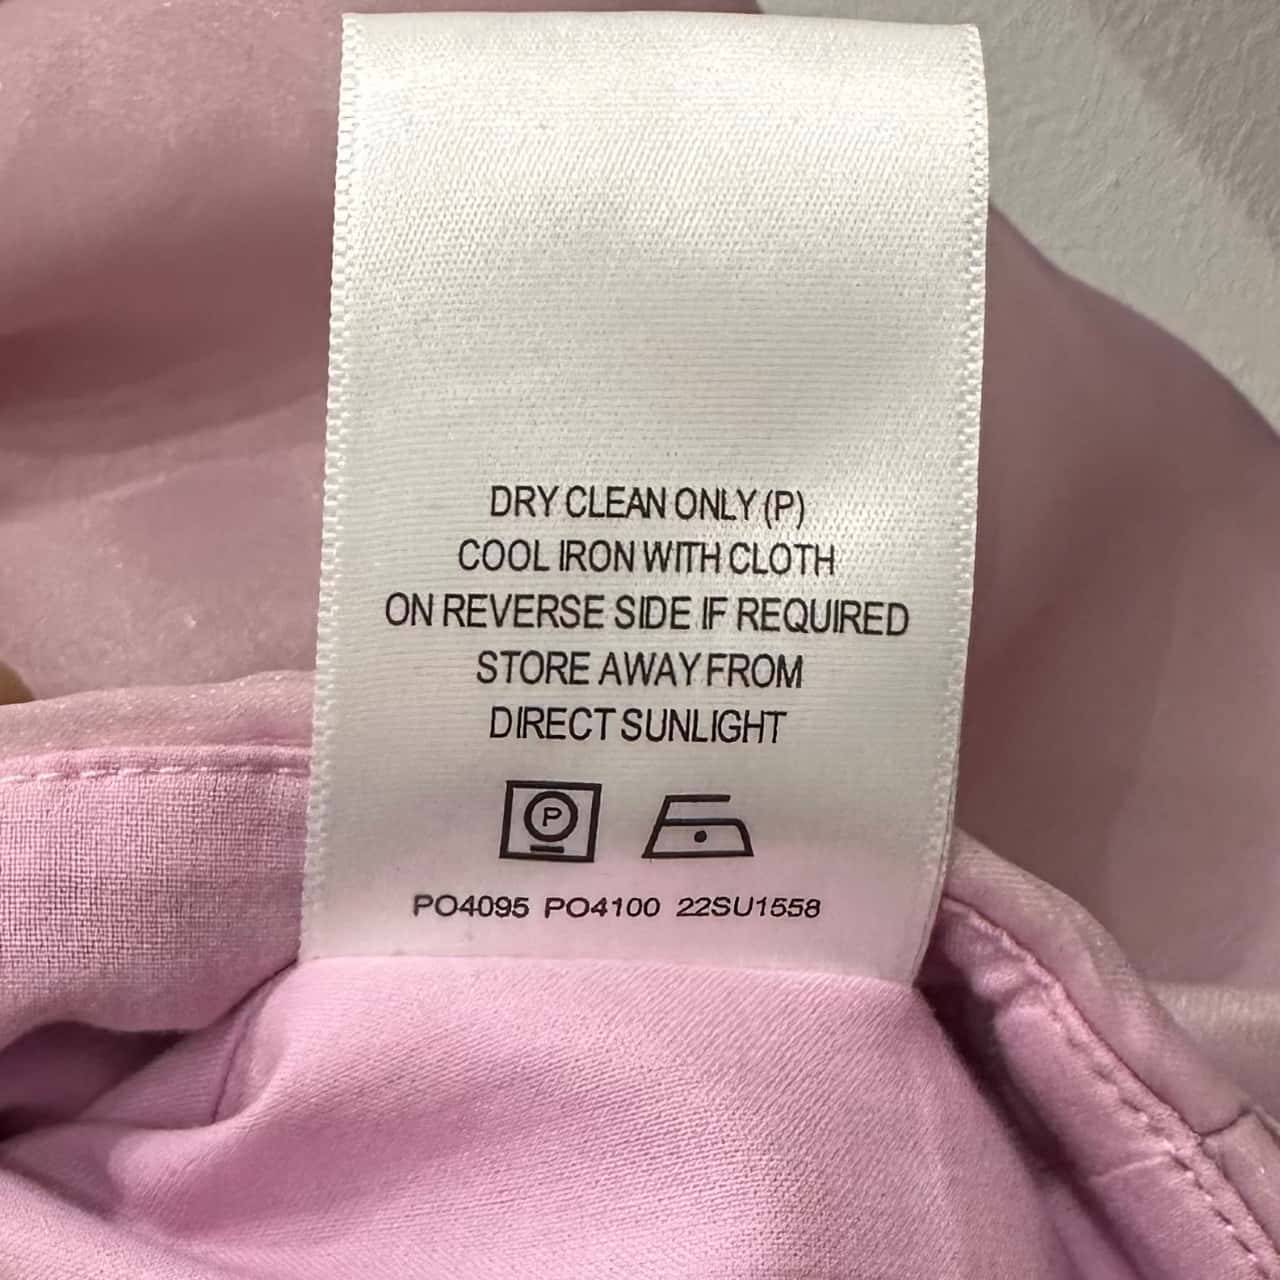 DRY CLEAN ONLY (P)
COOL IRON WITH CLOTH
ON REVERSE SIDE IF REQUIRED
STORE AWAY FROM
DIRECT SUNLIGHT
P
PO4095 PO4100 22SU1558